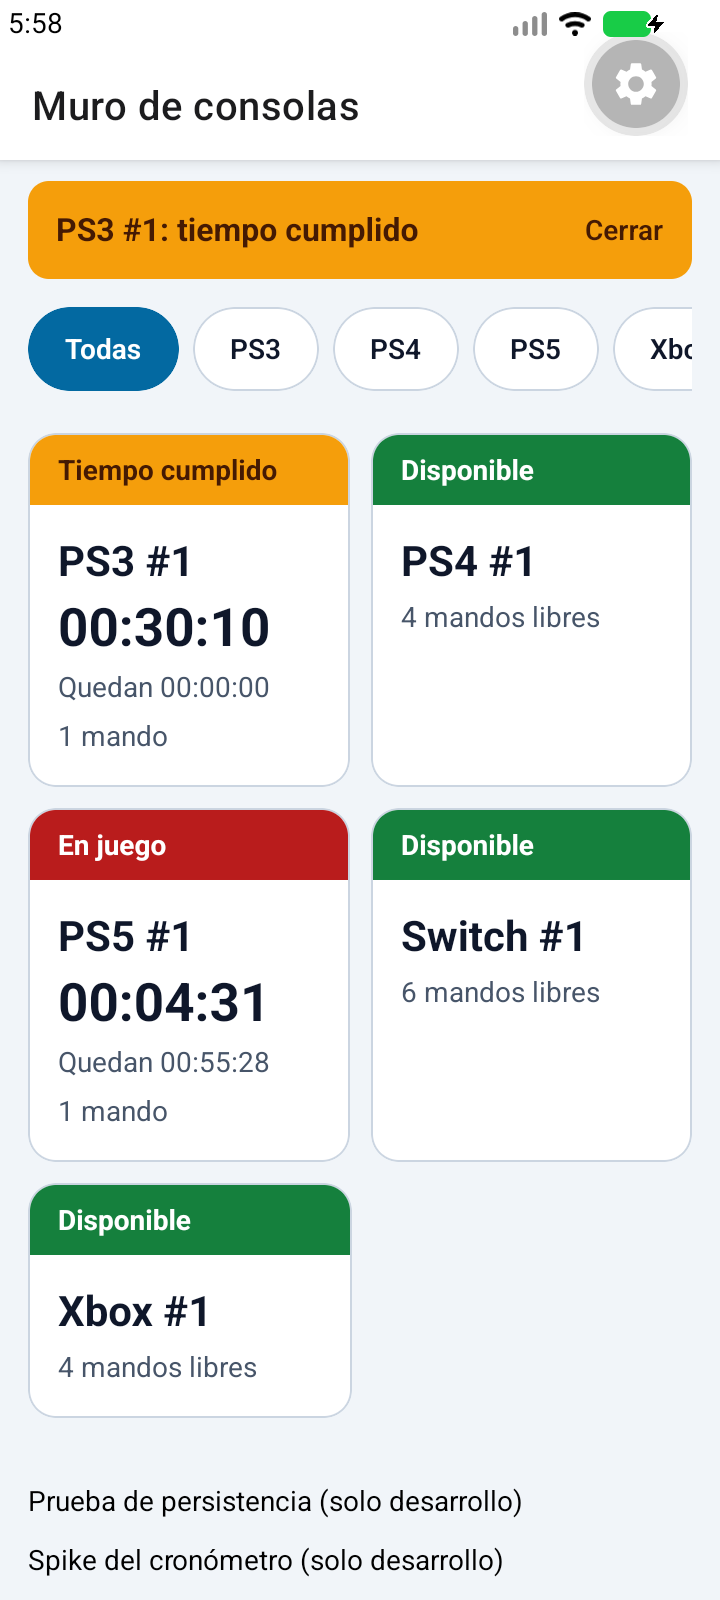 5:58
Muro de consolas
PS3 #1: tiempo cumplido
Cerrar
Todas
PS3
PS4
PS5
Xbo
Tiempo cumplido
PS3 #1
00:30:10
Quedan 00:00:00
1 mando
Disponible
PS4 #1
4 mandos libres
En juego
PS5 #1
00:04:31
Quedan 00:55:28
1 mando
Disponible
Switch #1
6 mandos libres
Disponible
Xbox #1
4 mandos libres
Prueba de persistencia (solo desarrollo)
Spike del cronómetro (solo desarrollo)